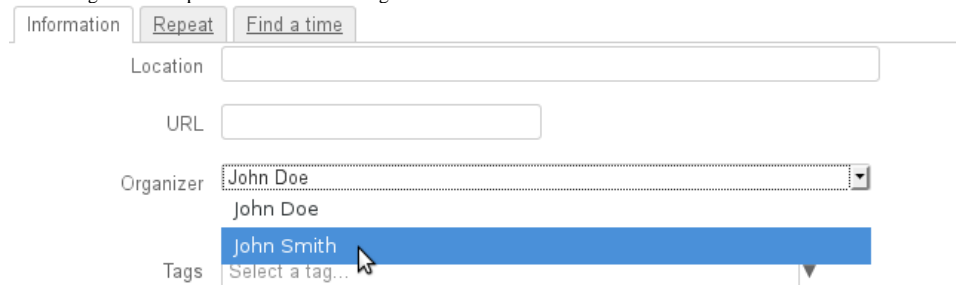 Information Repeat Find a time
Location
URL
Organizer John Doe
John Doe
John Smith
Tags Select a tag...